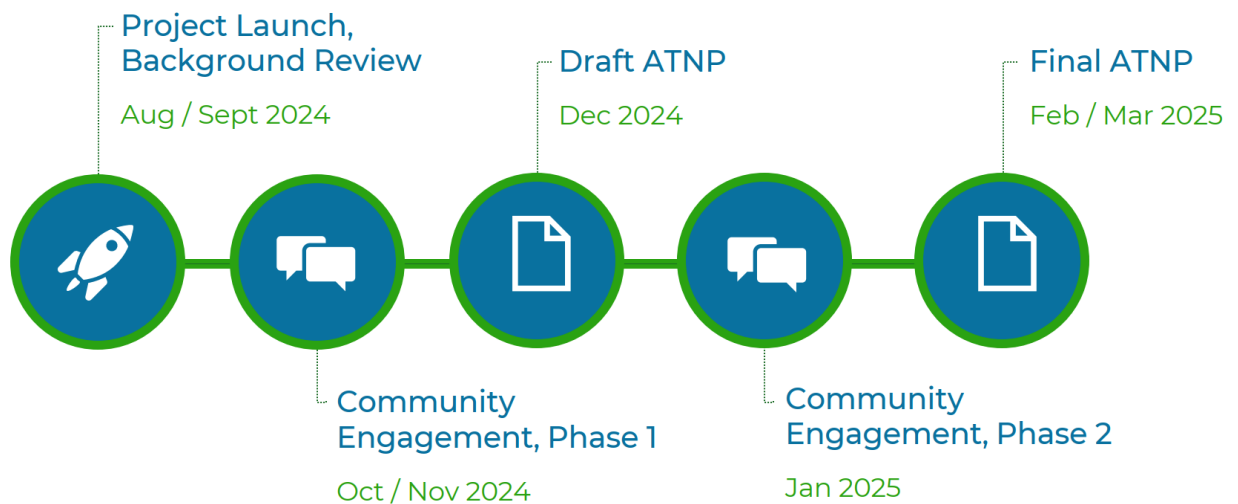 Project Launch,
Background Review
Aug / Sept 2024
Community
Engagement, Phase 1
Oct / Nov 2024
Draft ATNP
Dec 2024
Community
Engagement, Phase 2
Jan 2025
Final ATNP
Feb / Mar 2025